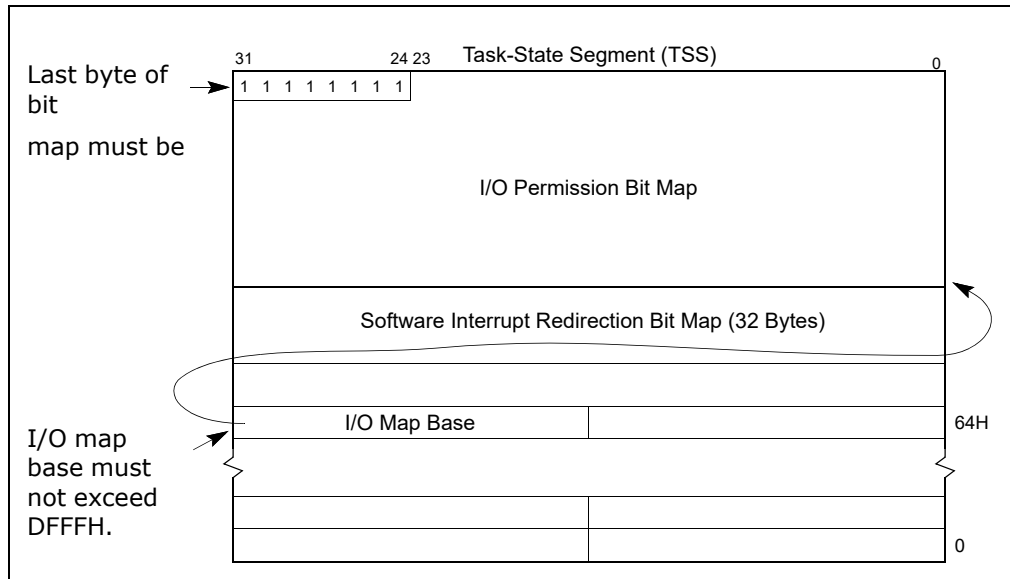 Task-State Segment (TSS)
31 24 23 0
Last byte of
bit
map must be
1 1 1 1 1 1 1 1
I/O Permission Bit Map
Software Interrupt Redirection Bit Map (32 Bytes)
I/O Map Base
64H
I/O map
base must
not exceed
DFFFH.
0